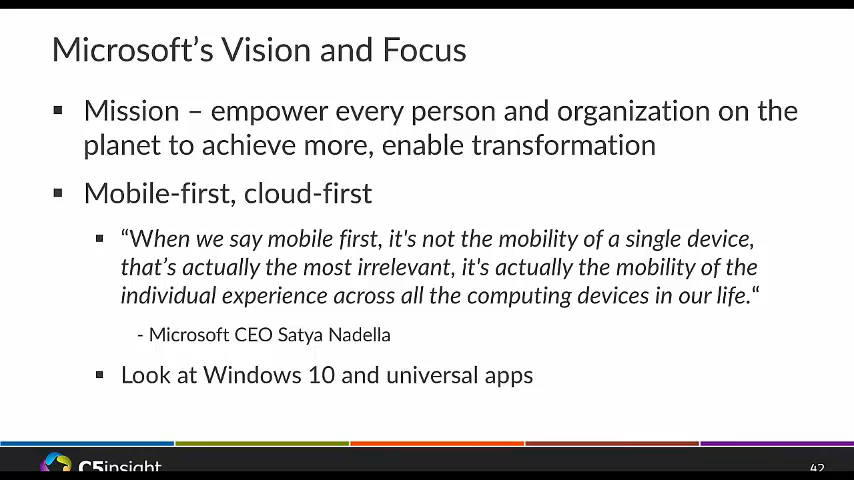 Microsoft’s Vision and Focus
▪ Mission – empower every person and organization on the
planet to achieve more, enable transformation
▪ Mobile-first, cloud-first
▪ “When we say mobile first, it's not the mobility of a single device,
that’s actually the most irrelevant, it's actually the mobility of the
individual experience across all the computing devices in our life.“
- Microsoft CEO Satya Nadella
▪ Look at Windows 10 and universal apps
C5insight
42